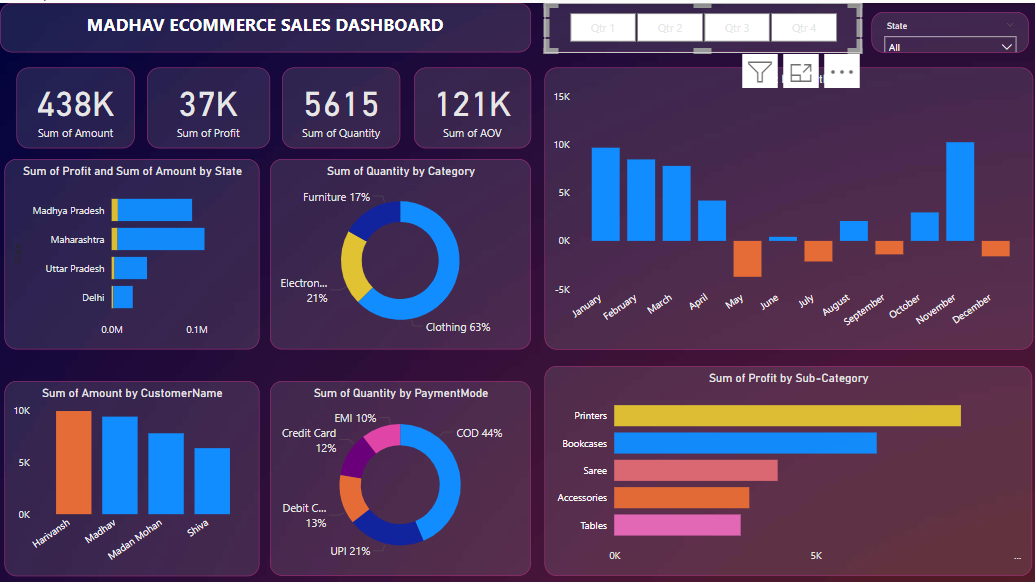 MADHAV ECOMMERCE SALES DASHBOARD
Qtr 1
Qtr 2
Qtr 3
Qtr 4
State
All
438K
Sum of Amount
37K
Sum of Profit
5615
Sum of Quantity
121K
Sum of AOV
Sum of Profit and Sum of Amount by State
Madhya Pradesh
Maharashtra
Uttar Pradesh
Delhi
0.0M
0.1M
Sum of Quantity by Category
Furniture 17%
Electron...
21%
Clothing 63%
15K
10K
5K
0K
-5K
January
February
March
April
May
June
July
August
September
October
November
December
Sum of Amount by CustomerName
10K
5K
0K
Harivansh
Madhav
Madan Mohan
Shiva
Sum of Quantity by PaymentMode
EMI 10%
COD 44%
Credit Card
12%
Debit C...
13%
UPI 21%
Sum of Profit by Sub-Category
Printers
Bookcases
Saree
Accessories
Tables
0K
5K
...